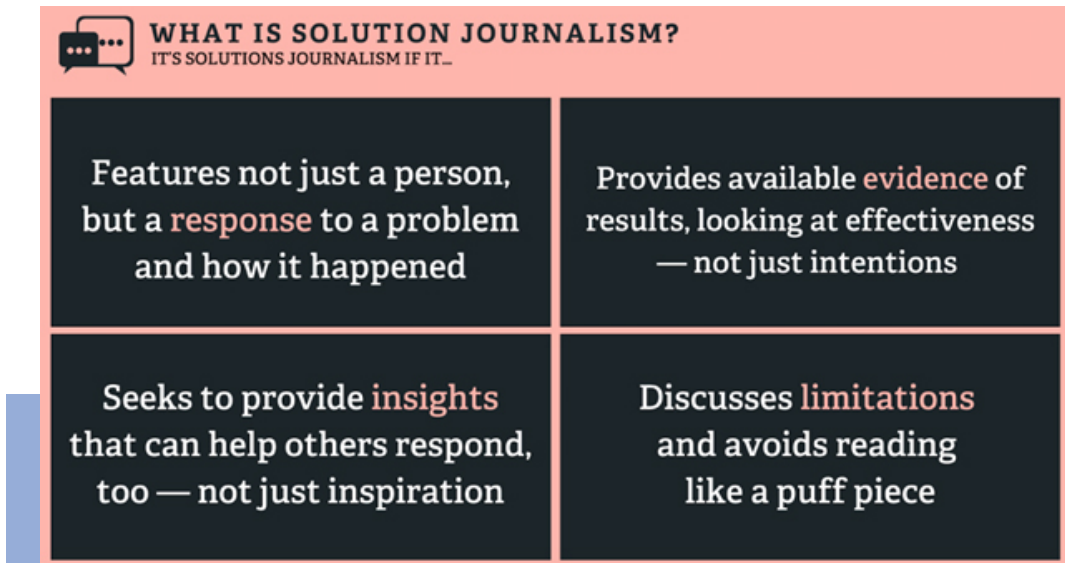 WHAT IS SOLUTION JOURNALISM?
IT'S SOLUTIONS JOURNALISM IF IT...
Features not just a person,
but a response to a problem
and how it happened
Provides available evidence of
results, looking at effectiveness
— not just intentions
Seeks to provide insights
that can help others respond,
too — not just inspiration
Discusses limitations
and avoids reading
like a puff piece